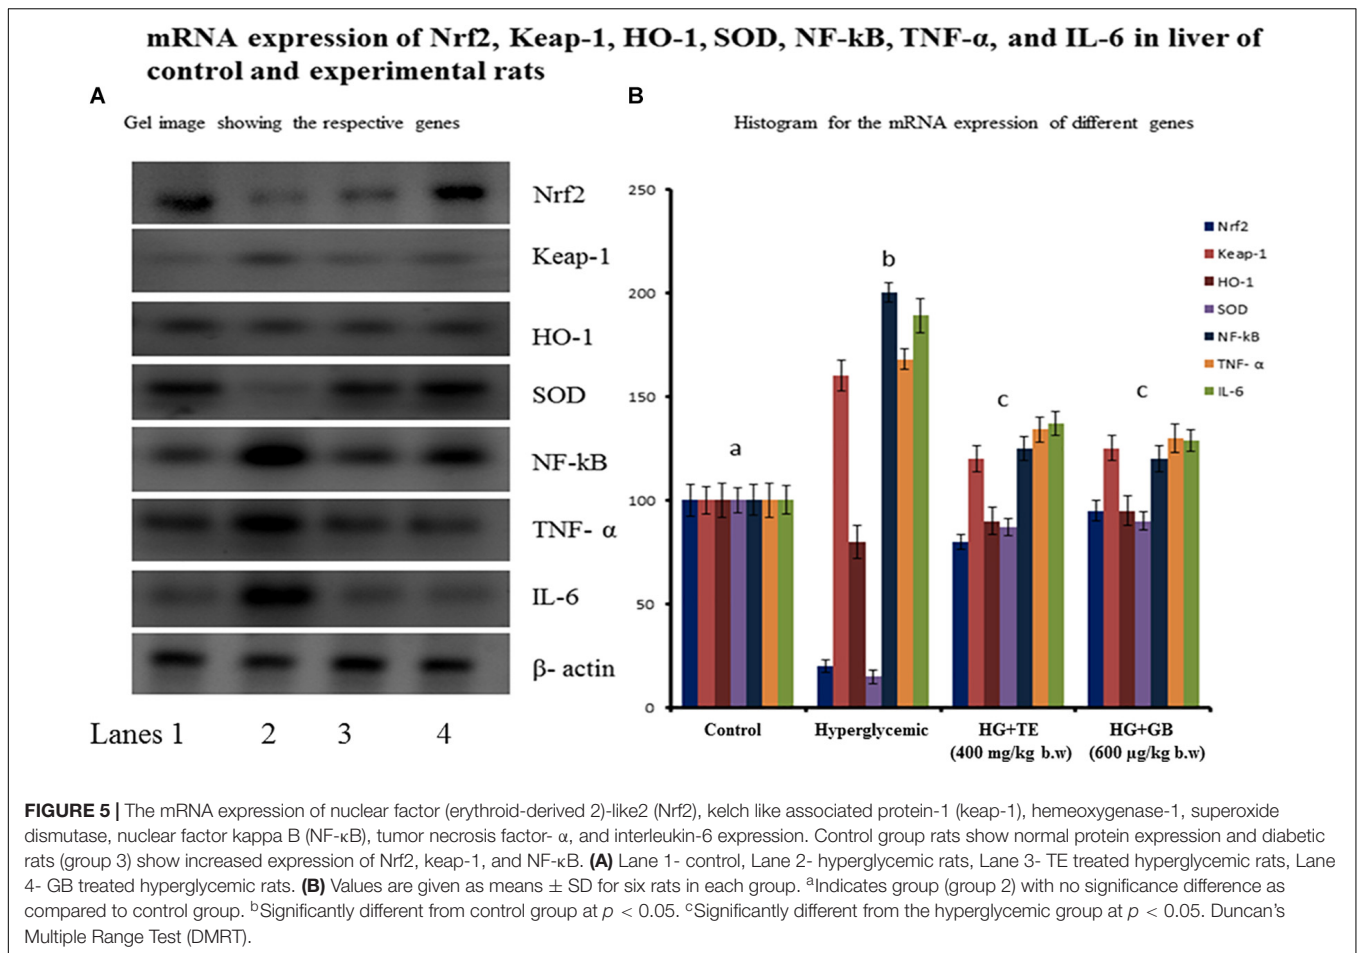 mRNA expression of Nrf2, Keap-1, HO-1, SOD, NF-kB, TNF-α, and IL-6 in liver of
control and experimental rats
A
Gel image showing the respective genes
Nrf2
Keap-1
HO-1
SOD
NF-kB
TNF- α
IL-6
β- actin
Lanes 1 2 3 4
B
Histogram for the mRNA expression of different genes
250
200
150
100
50
0
a
b
c
c
Nrf2
Keap-1
HO-1
SOD
NF-kB
TNF- α
IL-6
Control
Hyperglycemic
HG+TE
(400 mg/kg b.w)
HG+GB
(600 µg/kg b.w)
FIGURE 5 | The mRNA expression of nuclear factor (erythroid-derived 2)-like2 (Nrf2), kelch like associated protein-1 (keap-1), hemeoxygenase-1, superoxide
dismutase, nuclear factor kappa B (NF-κB), tumor necrosis factor- α, and interleukin-6 expression. Control group rats show normal protein expression and diabetic
rats (group 3) show increased expression of Nrf2, keap-1, and NF-κB. (A) Lane 1- control, Lane 2- hyperglycemic rats, Lane 3- TE treated hyperglycemic rats, Lane
4- GB treated hyperglycemic rats. (B) Values are given as means ± SD for six rats in each group. ᵃIndicates group (group 2) with no significance difference as
compared to control group. ᵇSignificantly different from control group at p < 0.05. ᶜSignificantly different from the hyperglycemic group at p < 0.05. Duncan's
Multiple Range Test (DMRT).